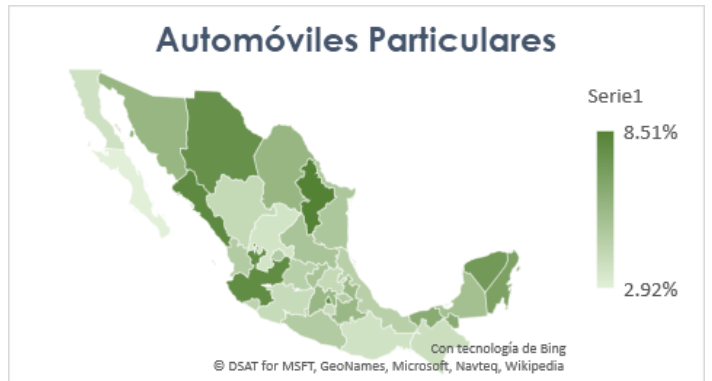 Automóviles Particulares
Serie1
8.51%
2.92%
Con tecnología de Bing
© DSAT for MSFT, GeoNames, Microsoft, Navteq, Wikipedia